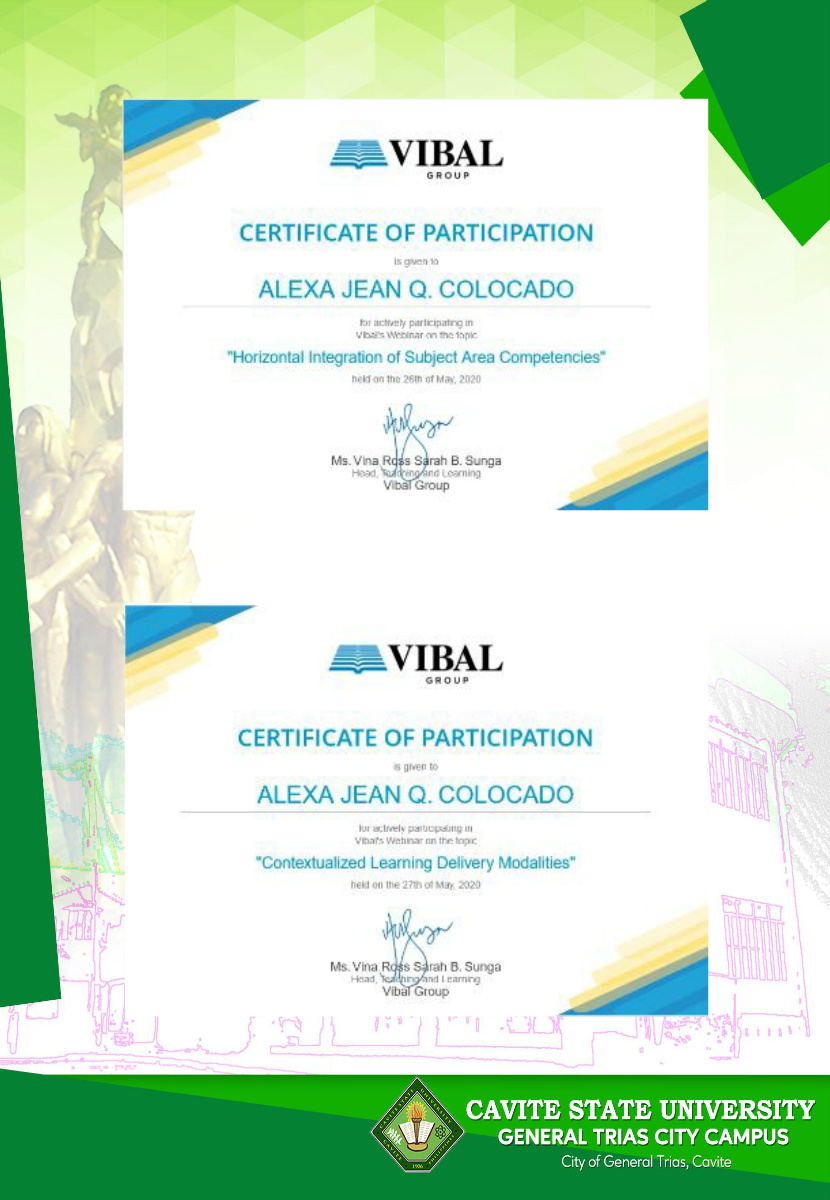 VIBAL
GROUP
CERTIFICATE OF PARTICIPATION
is given to
ALEXA JEAN Q. COLOCADO
for actively participating in
Vibal's Webinar on the topic
"Horizontal Integration of Subject Area Competencies"
held on the 26th of May, 2020
Ms. Vina Ross Sarah B. Sunga
Head, Teaching and Learning
Vibal Group
VIBAL
GROUP
CERTIFICATE OF PARTICIPATION
is given to
ALEXA JEAN Q. COLOCADO
for actively participating in
Vibal's Webinar on the topic
"Contextualized Learning Delivery Modalities"
held on the 27th of May, 2020
Ms. Vina Ross Sarah B. Sunga
Head, Teaching and Learning
Vibal Group
CAVITE STATE UNIVERSITY
GENERAL TRIAS CITY CAMPUS
City of General Trias, Cavite
1906